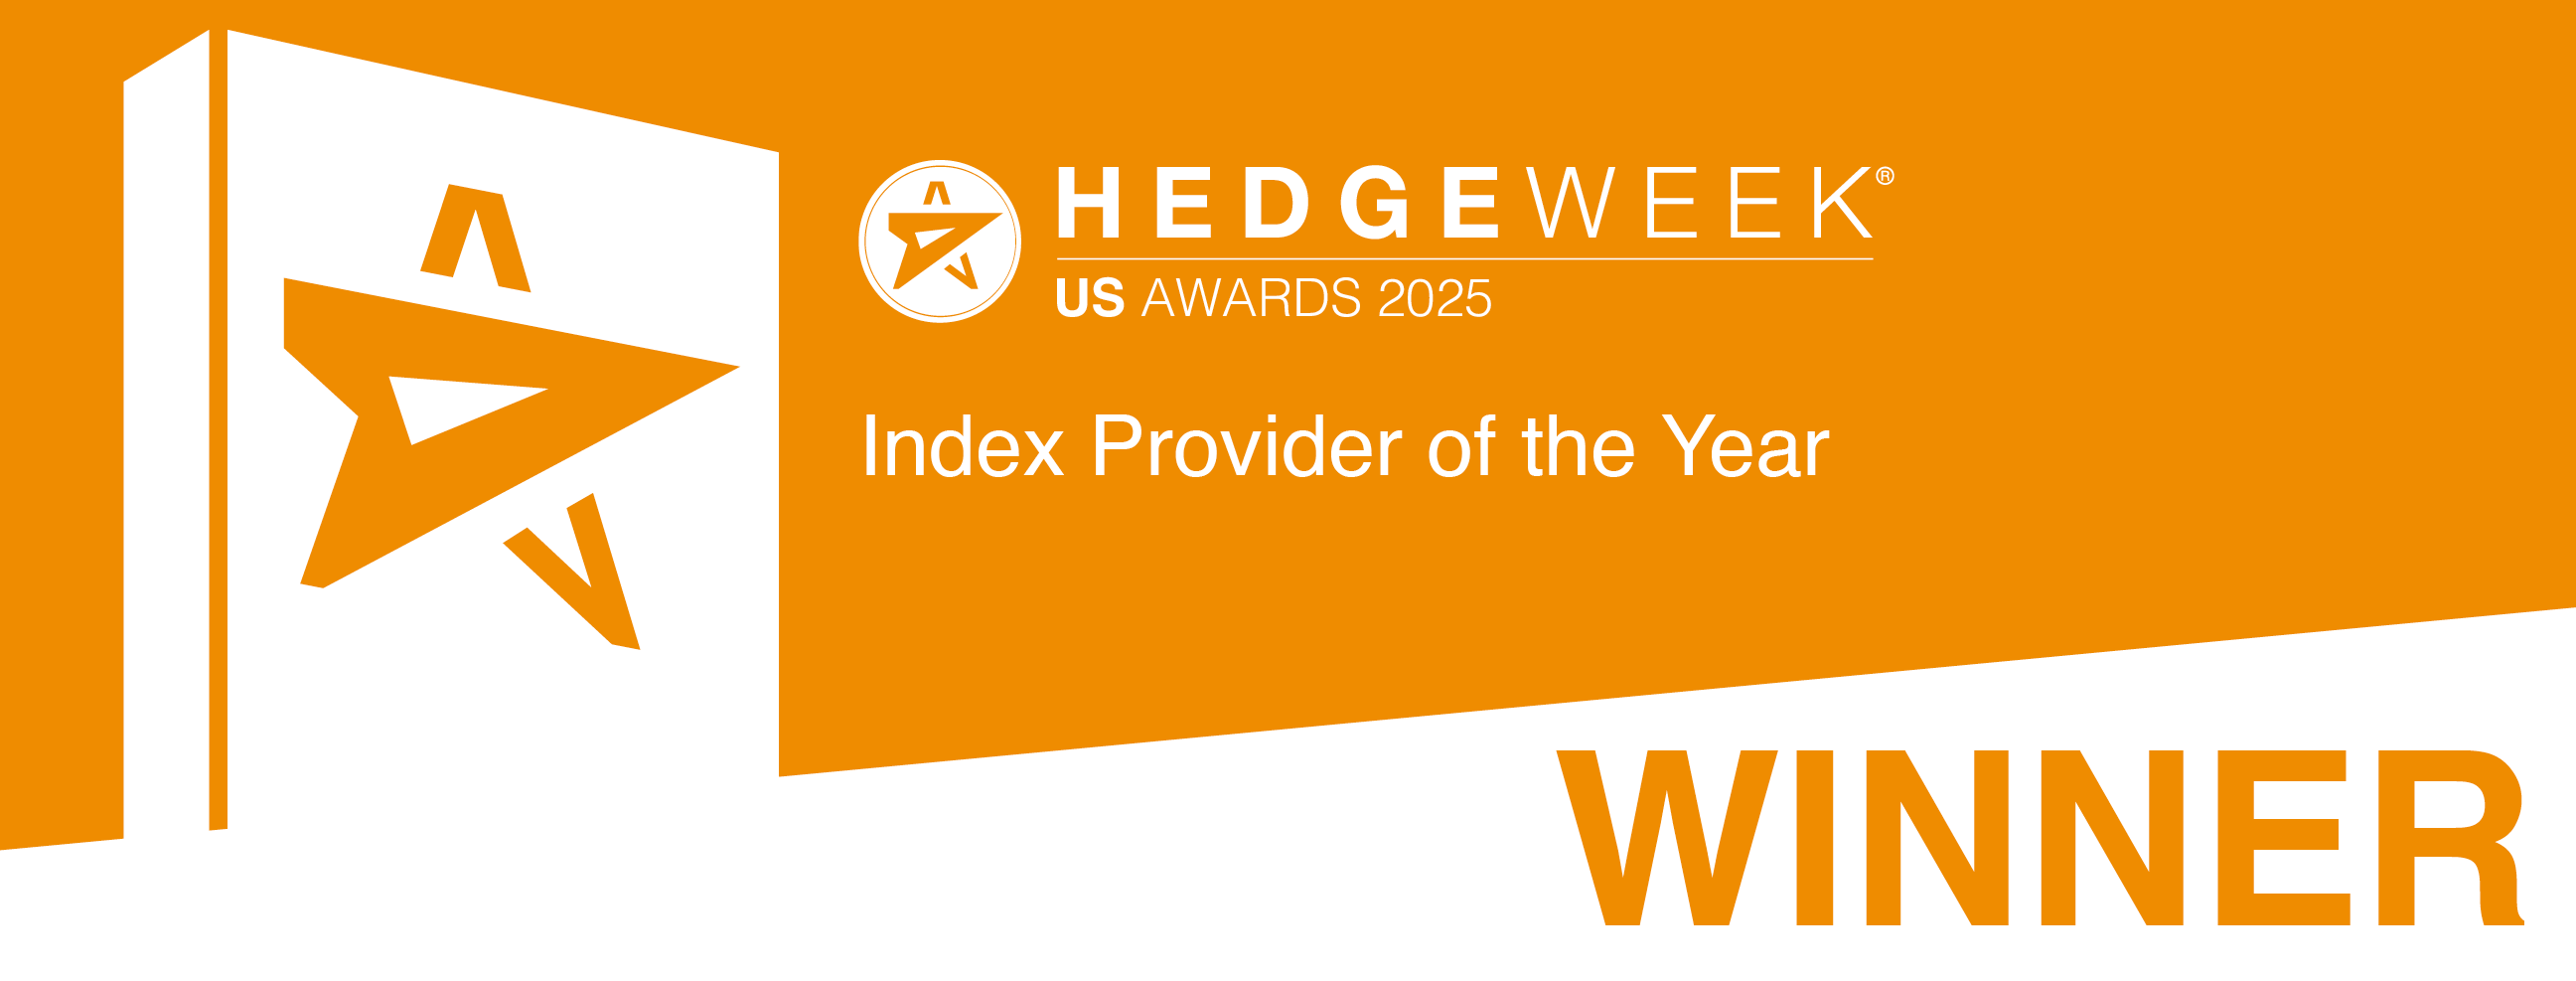 HEDGEWEEK®
US AWARDS 2025
Index Provider of the Year
WINNER